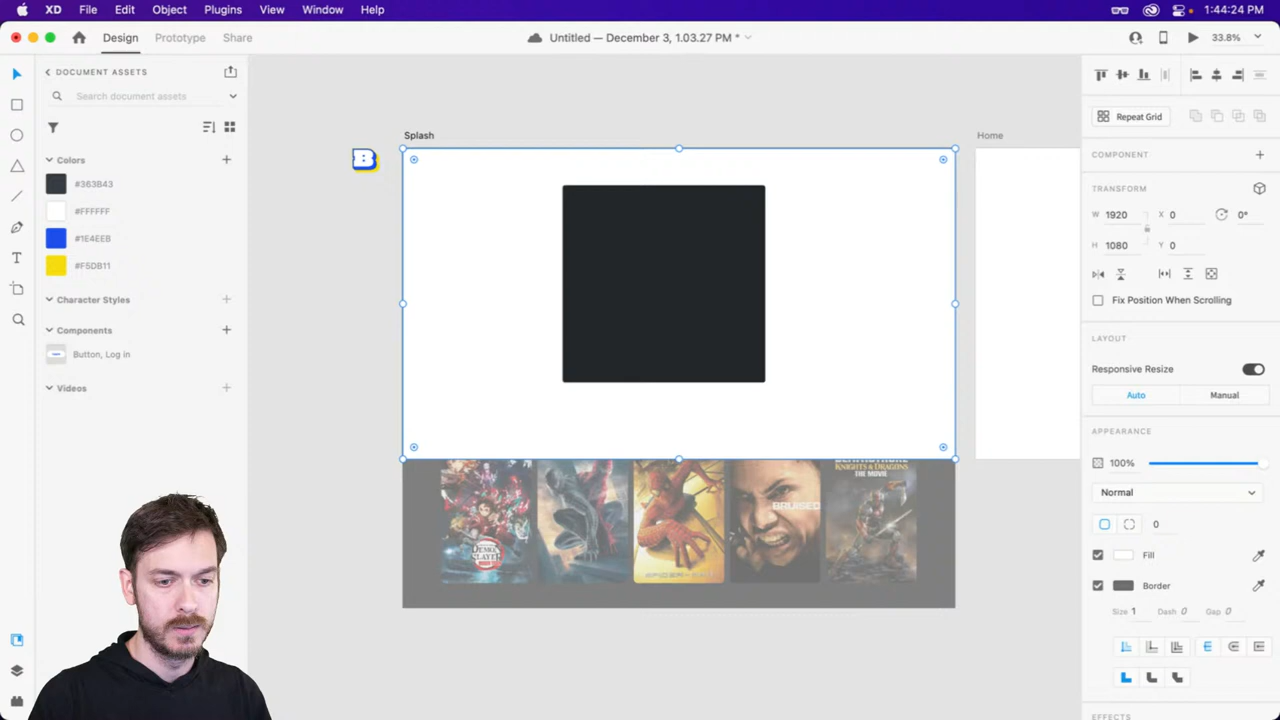 XD File Edit Object Plugins View Window Help 1:44:24 PM
Design Prototype Share Untitled — December 3, 1.03.27 PM * 33.8%
DOCUMENT ASSETS
Search document assets
Colors
#363B43
#FFFFFF
#1E4EEB
#F5DB11
Character Styles
Components
Button, Log in
Videos
Splash
Home
DEMON
SLAYER
SPIDER-MAN
BRUISED
KNIGHTS & DRAGONS
THE MOVIE
Repeat Grid
COMPONENT
TRANSFORM
W 1920 X 0 0°
H 1080 Y 0
Fix Position When Scrolling
LAYOUT
Responsive Resize
Auto Manual
APPEARANCE
100%
Normal
0
Fill
Border
Size 1 Dash 0 Gap 0
EFFECTS